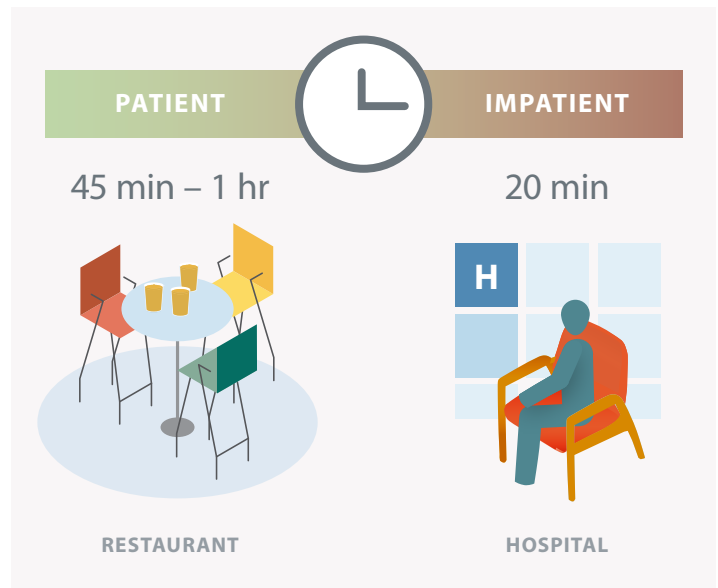 PATIENT
IMPATIENT
45 min – 1 hr
20 min
H
RESTAURANT
HOSPITAL